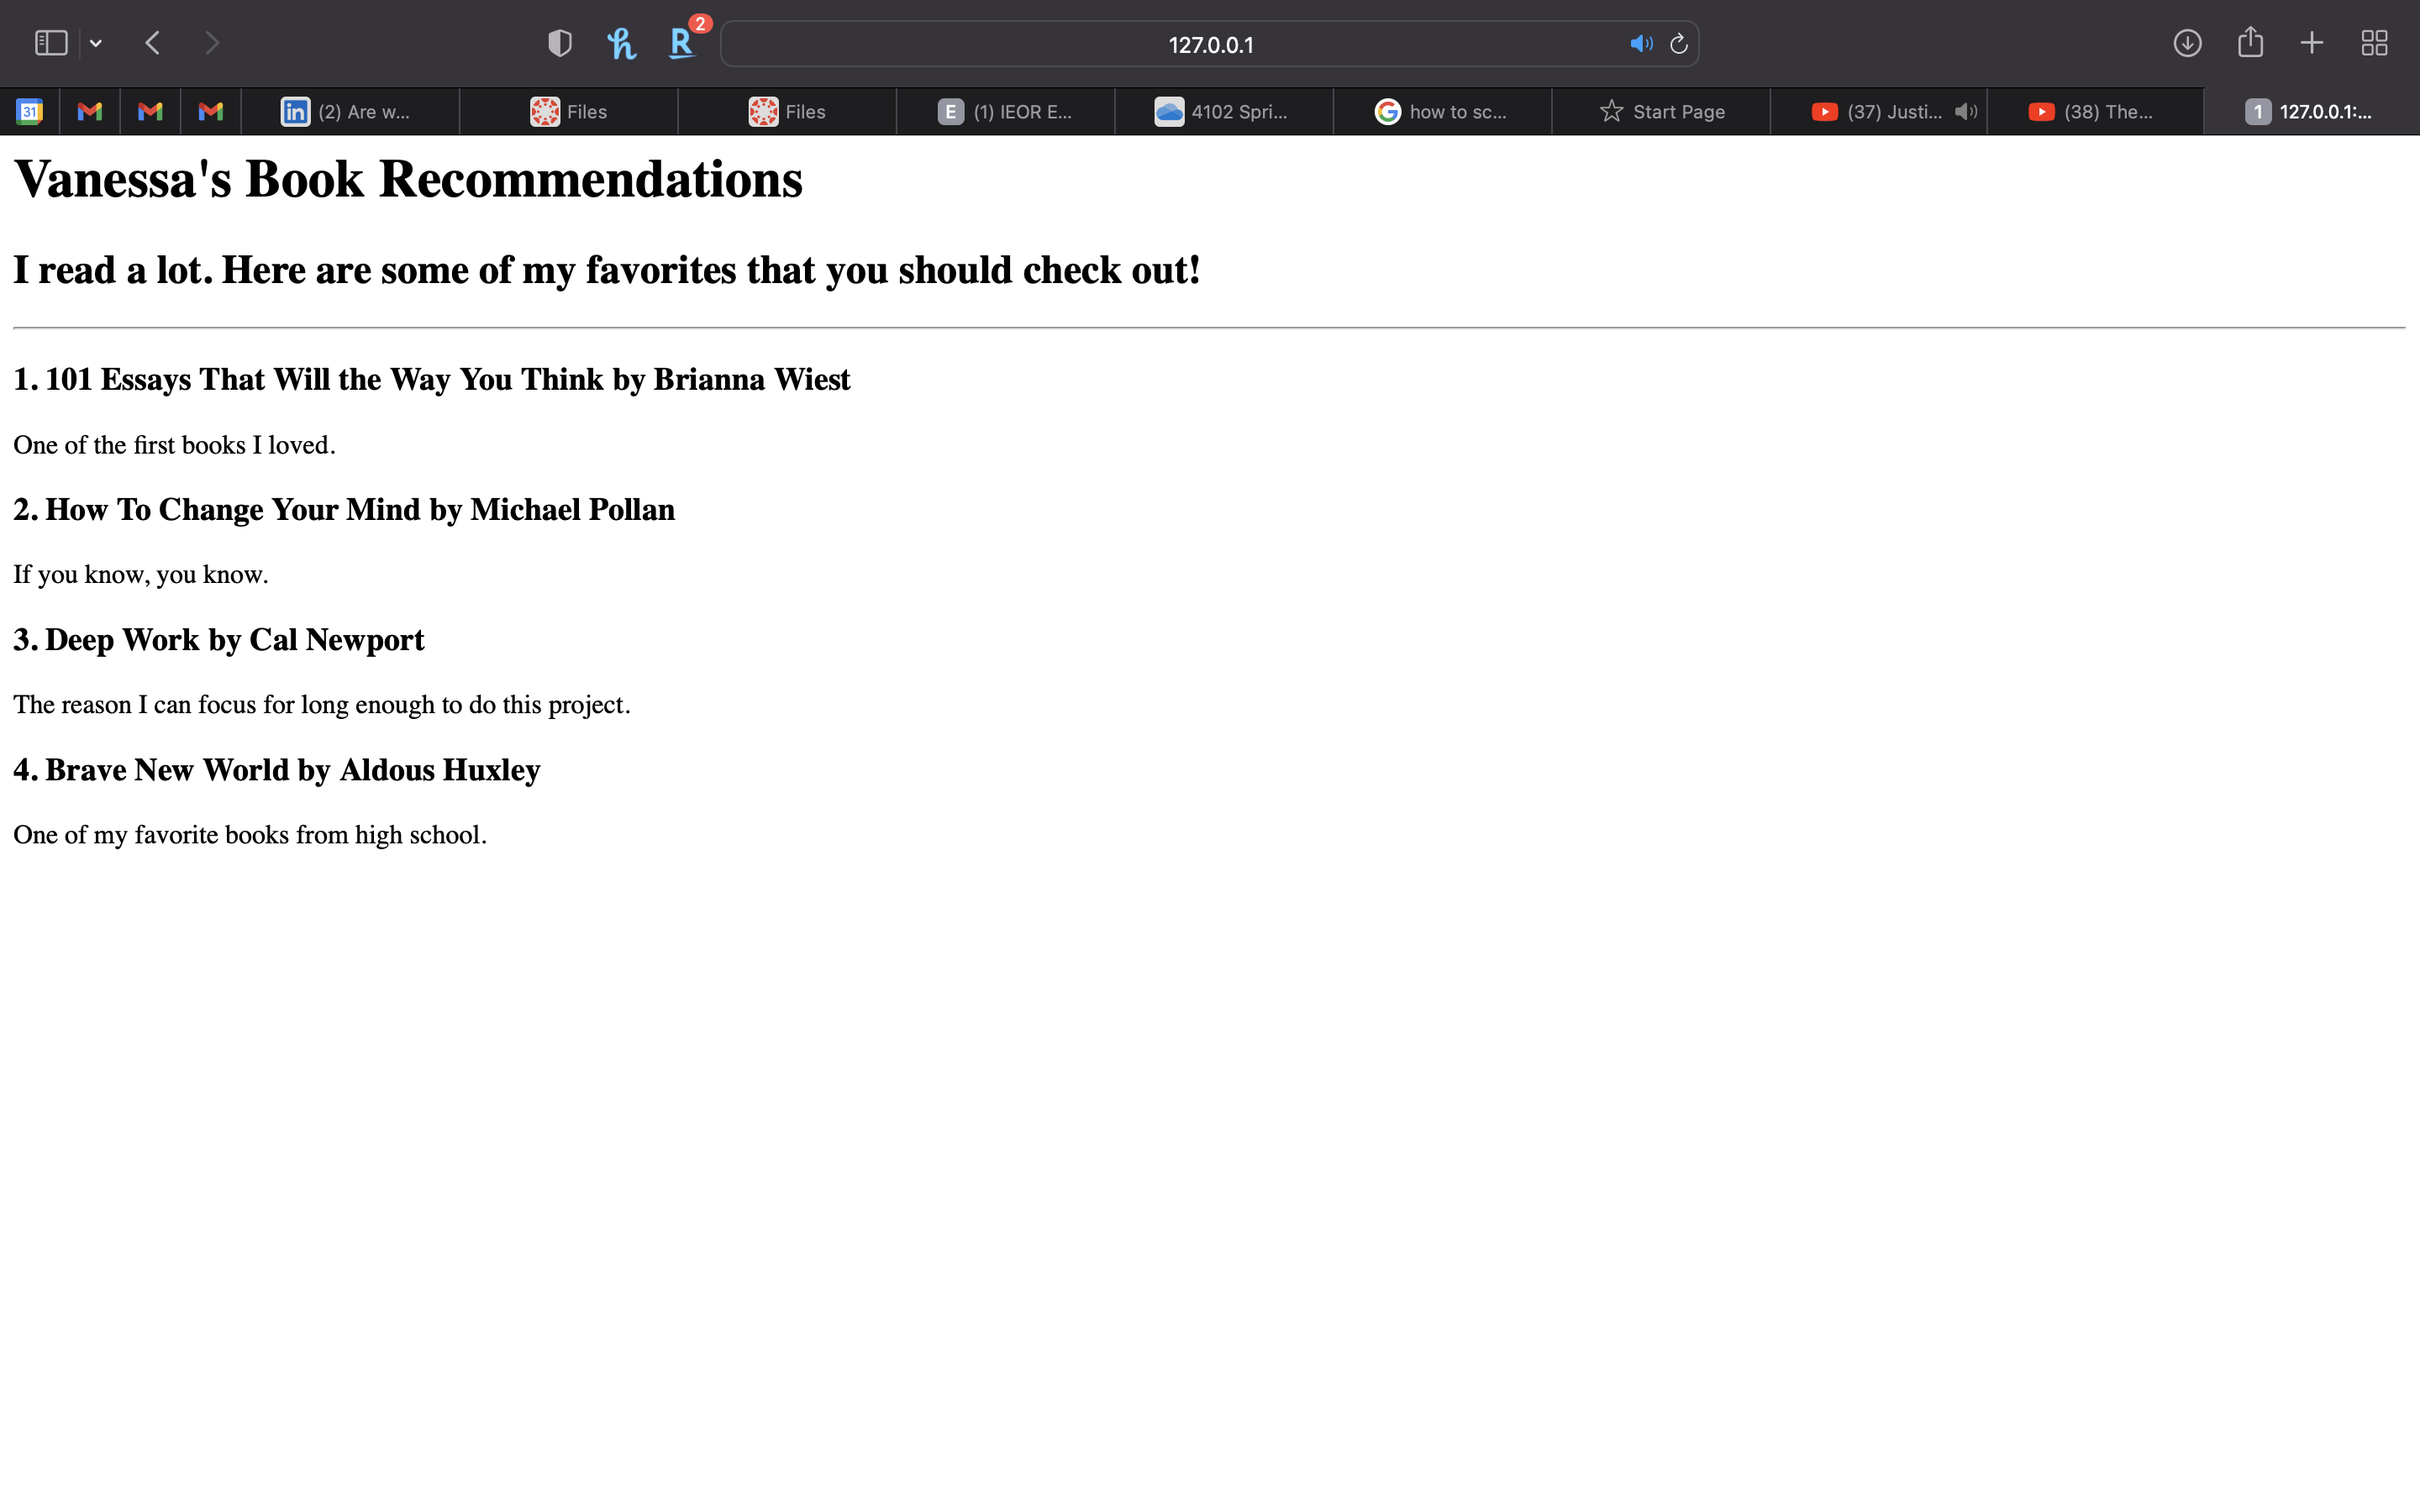 2
127.0.0.1
31
in (2) Are w...
Files
Files
E (1) IEOR E...
4102 Spri...
G how to sc...
Start Page
(37) Justi...
(38) The...
1 127.0.0.1:...
Vanessa's Book Recommendations
I read a lot. Here are some of my favorites that you should check out!
1. 101 Essays That Will the Way You Think by Brianna Wiest
One of the first books I loved.
2. How To Change Your Mind by Michael Pollan
If you know, you know.
3. Deep Work by Cal Newport
The reason I can focus for long enough to do this project.
4. Brave New World by Aldous Huxley
One of my favorite books from high school.